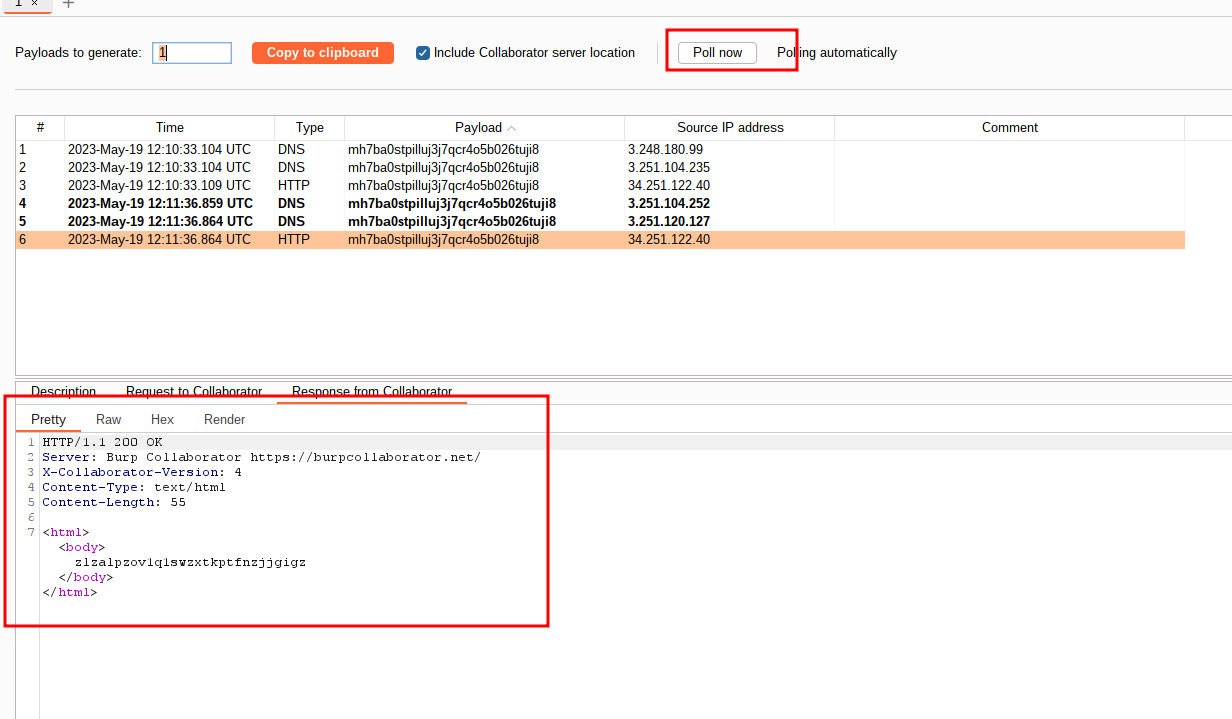 1 × +
Payloads to generate: 1 Copy to clipboard Include Collaborator server location Poll now Polling automatically
# Time Type Payload Source IP address Comment
1 2023-May-19 12:10:33.104 UTC DNS mh7ba0stpilluj3j7qcr4o5b026tuji8 3.248.180.99
2 2023-May-19 12:10:33.104 UTC DNS mh7ba0stpilluj3j7qcr4o5b026tuji8 3.251.104.235
3 2023-May-19 12:10:33.109 UTC HTTP mh7ba0stpilluj3j7qcr4o5b026tuji8 34.251.122.40
4 2023-May-19 12:11:36.859 UTC DNS mh7ba0stpilluj3j7qcr4o5b026tuji8 3.251.104.252
5 2023-May-19 12:11:36.864 UTC DNS mh7ba0stpilluj3j7qcr4o5b026tuji8 3.251.120.127
6 2023-May-19 12:11:36.864 UTC HTTP mh7ba0stpilluj3j7qcr4o5b026tuji8 34.251.122.40
Description Request to Collaborator Response from Collaborator
Pretty Raw Hex Render
1 HTTP/1.1 200 OK
2 Server: Burp Collaborator https://burpcollaborator.net/
3 X-Collaborator-Version: 4
4 Content-Type: text/html
5 Content-Length: 55
6
7 <html>
<body>
zlzalpzov1q1swzxtkptfnzjjgigz
</body>
</html>